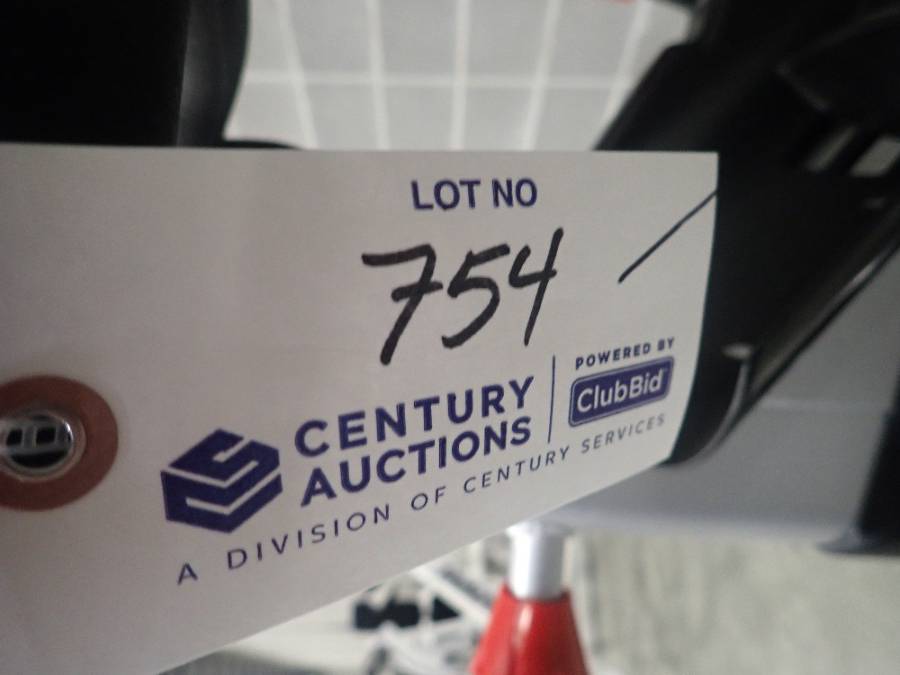 LOT NO
754
CENTURY
AUCTIONS
POWERED BY
ClubBid
A DIVISION OF CENTURY SERVICES